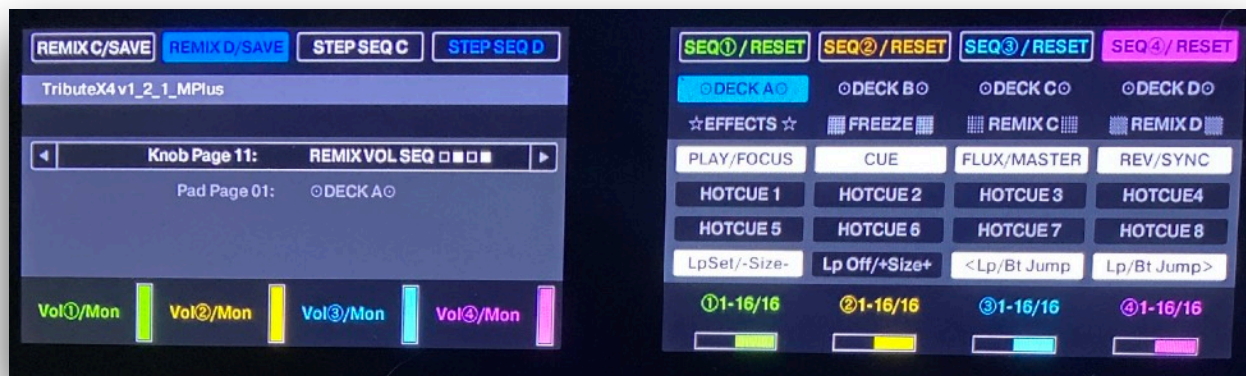 REMIX C/SAVE REMIX D/SAVE STEP SEQ C STEP SEQ D
TributeX4v1_2_1_MPlus
Knob Page 11: REMIX VOL SEQ □■□■
Pad Page 01: ⊙DECK A⊙
Vol①/Mon Vol②/Mon Vol③/Mon Vol④/Mon
SEQ①/RESET SEQ②/RESET SEQ③/RESET SEQ④/RESET
⊙DECK A⊙ ⊙DECK B⊙ ⊙DECK C⊙ ⊙DECK D⊙
☆EFFECTS☆ ▦FREEZE▦ ▦REMIX C▦ ▦REMIX D▦
PLAY/FOCUS CUE FLUX/MASTER REV/SYNC
HOTCUE 1 HOTCUE 2 HOTCUE 3 HOTCUE4
HOTCUE 5 HOTCUE 6 HOTCUE 7 HOTCUE 8
LpSet/-Size- Lp Off/+Size+ <Lp/Bt Jump Lp/Bt Jump>
①1-16/16 ②1-16/16 ③1-16/16 ④1-16/16